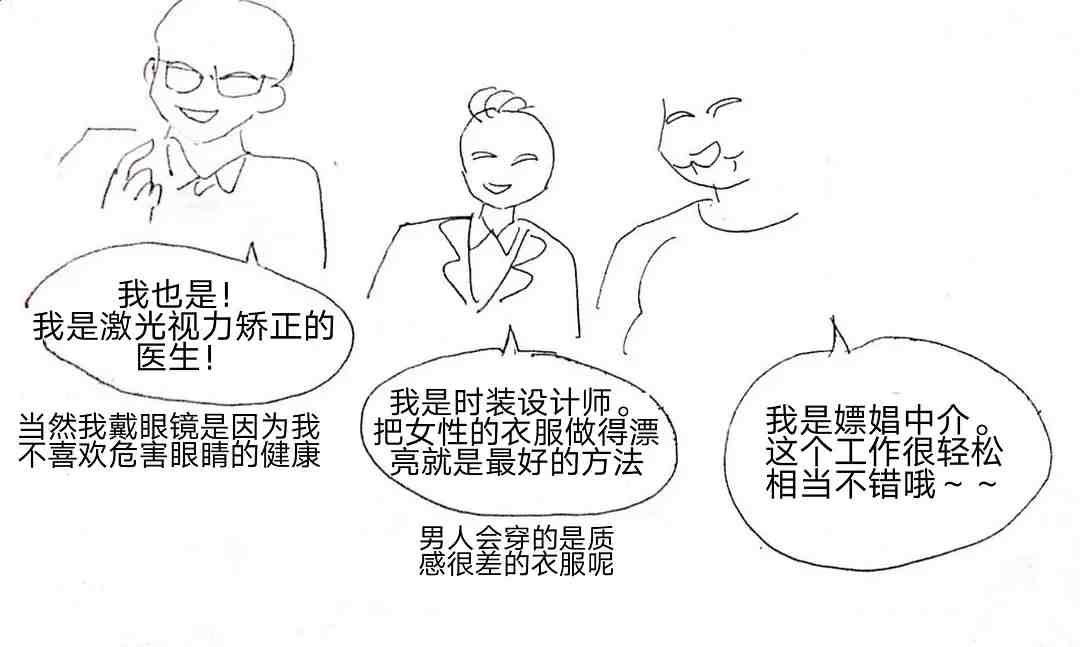 我也是！
我是激光视力矫正的
医生！
当然我戴眼镜是因为我
不喜欢危害眼睛的健康
我是时装设计师。
把女性的衣服做得漂
亮就是最好的方法
男人会穿的是质
感很差的衣服呢
我是嫖娼中介。
这个工作很轻松
相当不错哦～～